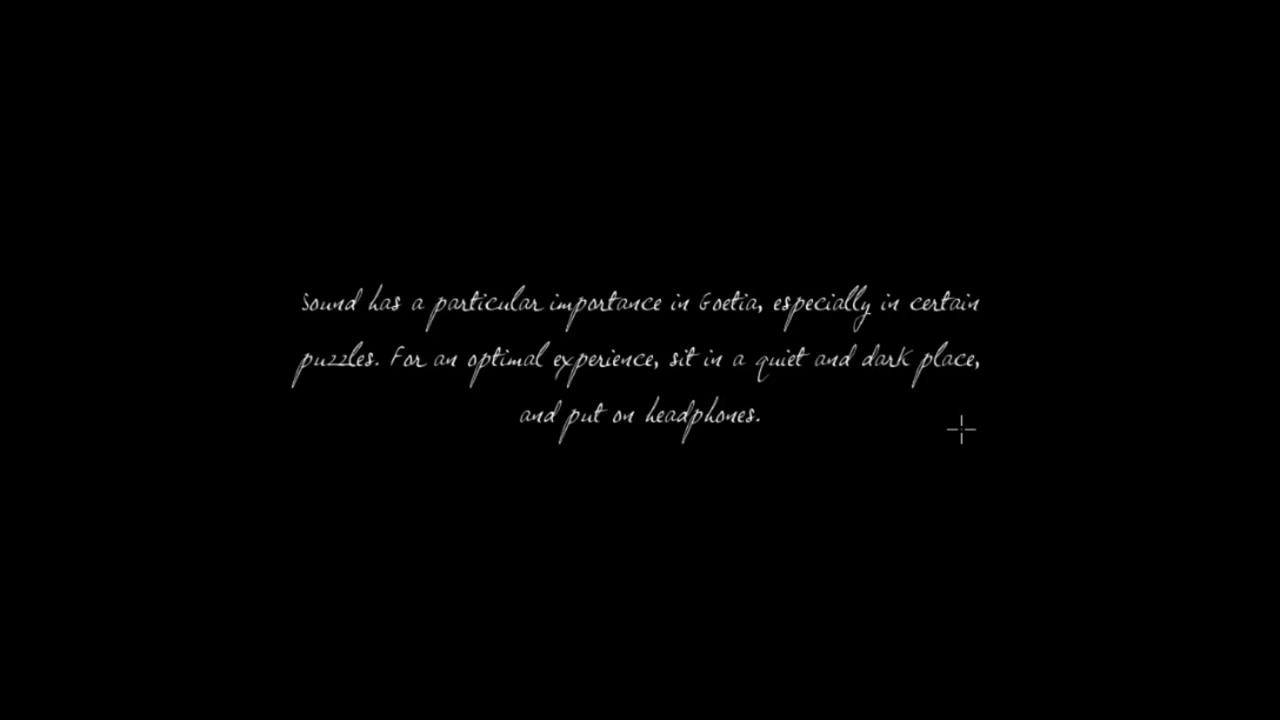 Sound has a particular importance in Goetia, especially in certain
puzzles. For an optimal experience, sit in a quiet and dark place,
and put on headphones.